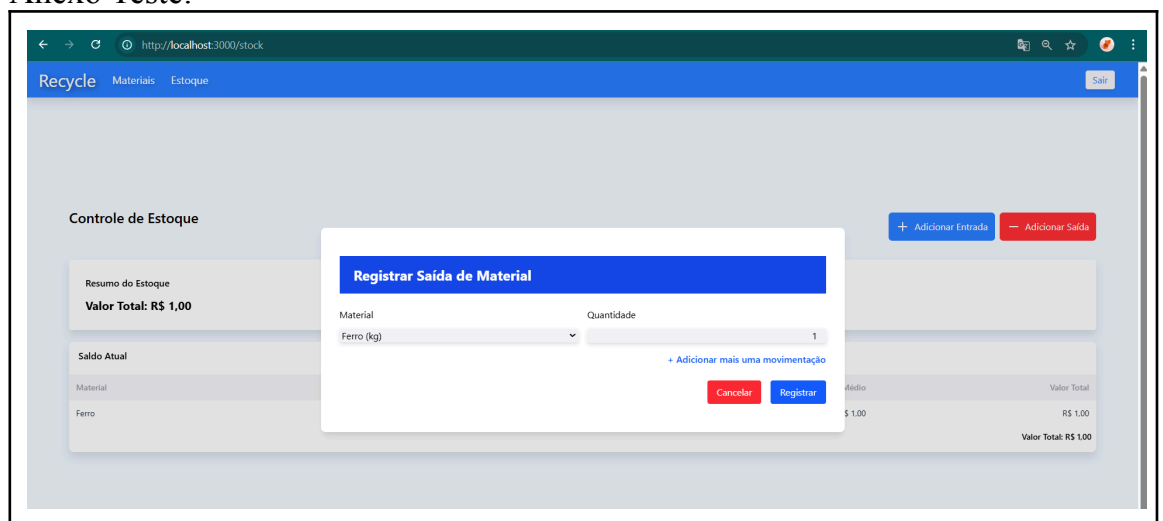 http://localhost:3000/stock
Recycle Materiais Estoque Sair
Controle de Estoque
+ Adicionar Entrada − Adicionar Saída
Registrar Saída de Material
Resumo do Estoque
Valor Total: R$ 1,00
Material Quantidade
Ferro (kg) 1
+ Adicionar mais uma movimentação
Saldo Atual
Cancelar Registrar
Material Médio Valor Total
Ferro $ 1,00 R$ 1,00
Valor Total: R$ 1,00